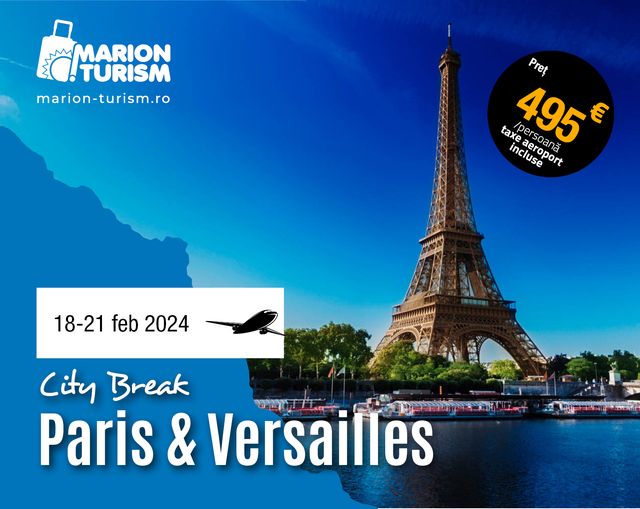 MARION
TURISM
marion-turism.ro
Preț
495 €
/persoană
taxe aeroport
incluse
18-21 feb 2024
City Break
Paris & Versailles